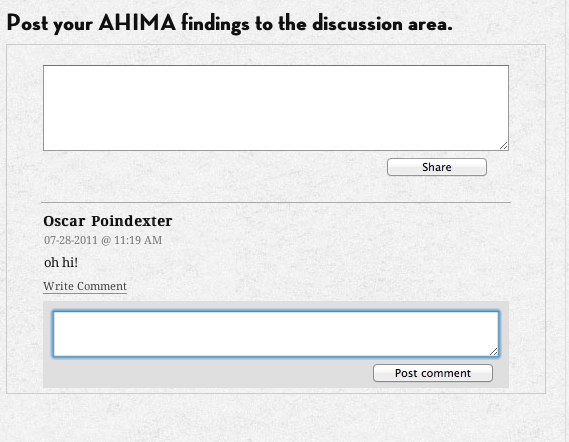 Post your AHIMA findings to the discussion area.
Share
Oscar Poindexter
07-28-2011 @ 11:19 AM
oh hi!
Write Comment
Post comment